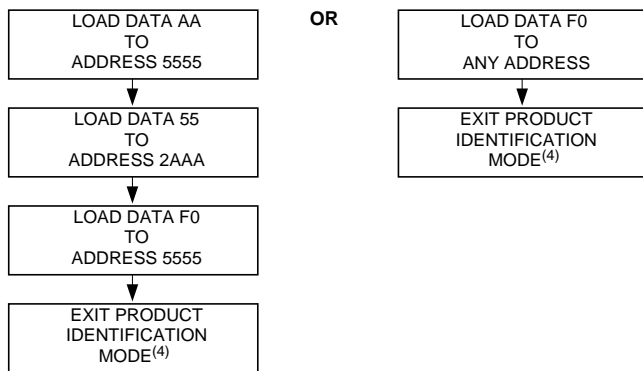 LOAD DATA AA
TO
ADDRESS 5555
LOAD DATA 55
TO
ADDRESS 2AAA
LOAD DATA F0
TO
ADDRESS 5555
EXIT PRODUCT
IDENTIFICATION
MODE(4)
OR
LOAD DATA F0
TO
ANY ADDRESS
EXIT PRODUCT
IDENTIFICATION
MODE(4)